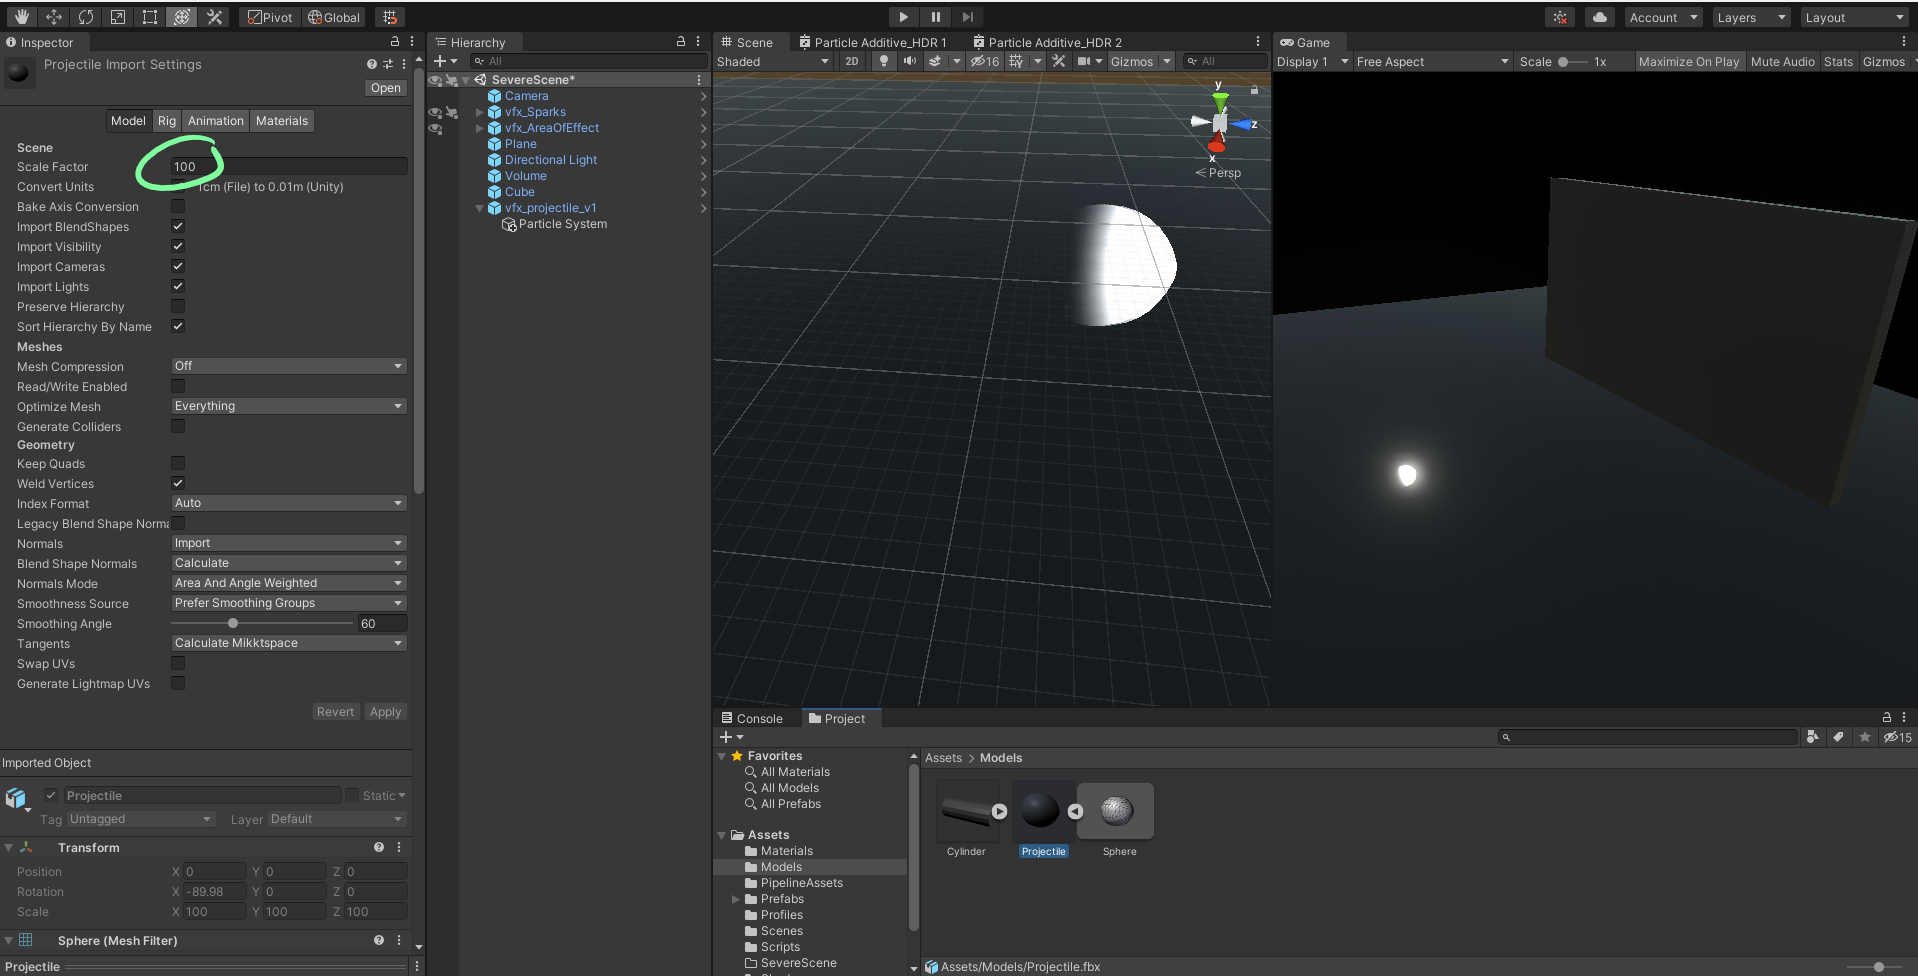 Pivot Global Account Layers Layout
Inspector
Projectile Import Settings
Open
Model Rig Animation Materials
Scene
Scale Factor 100
Convert Units 1cm (File) to 0.01m (Unity)
Bake Axis Conversion
Import BlendShapes
Import Visibility
Import Cameras
Import Lights
Preserve Hierarchy
Sort Hierarchy By Name
Meshes
Mesh Compression Off
Read/Write Enabled
Optimize Mesh Everything
Generate Colliders
Geometry
Keep Quads
Weld Vertices
Index Format Auto
Legacy Blend Shape Norma
Normals Import
Blend Shape Normals Calculate
Normals Mode Area And Angle Weighted
Smoothness Source Prefer Smoothing Groups
Smoothing Angle 60
Tangents Calculate Mikktspace
Swap UVs
Generate Lightmap UVs
Revert Apply
Imported Object
Projectile Static
Tag Untagged Layer Default
Transform
Position X 0 Y 0 Z 0
Rotation X -89.98 Y 0 Z 0
Scale X 100 Y 100 Z 100
Sphere (Mesh Filter)
Projectile
Hierarchy
All
SevereScene*
Camera
vfx_Sparks
vfx_AreaOfEffect
Plane
Directional Light
Volume
Cube
vfx_projectile_v1
Particle System
Scene Particle Additive_HDR 1 Particle Additive_HDR 2
Shaded 2D 16 Gizmos All
y
z
x
Persp
Game
Display 1 Free Aspect Scale 1x Maximize On Play Mute Audio Stats Gizmos
Console Project
15
Favorites
All Materials
All Models
All Prefabs
Assets
Materials
Models
PipelineAssets
Prefabs
Profiles
Scenes
Scripts
SevereScene
Assets > Models
Cylinder Projectile Sphere
Assets/Models/Projectile.fbx